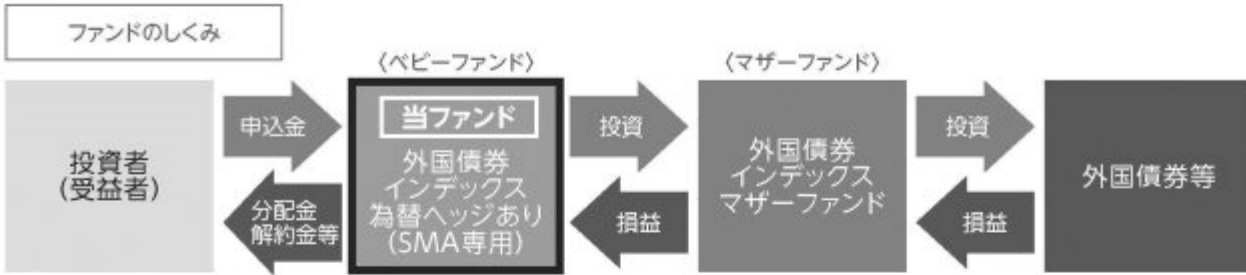 ファンドのしくみ
〈ベビーファンド〉
〈マザーファンド〉
投資者
(受益者)
申込金
分配金
解約金等
当ファンド
外国債券
インデックス
為替ヘッジあり
(SMA専用)
投資
損益
外国債券
インデックス
マザーファンド
投資
損益
外国債券等